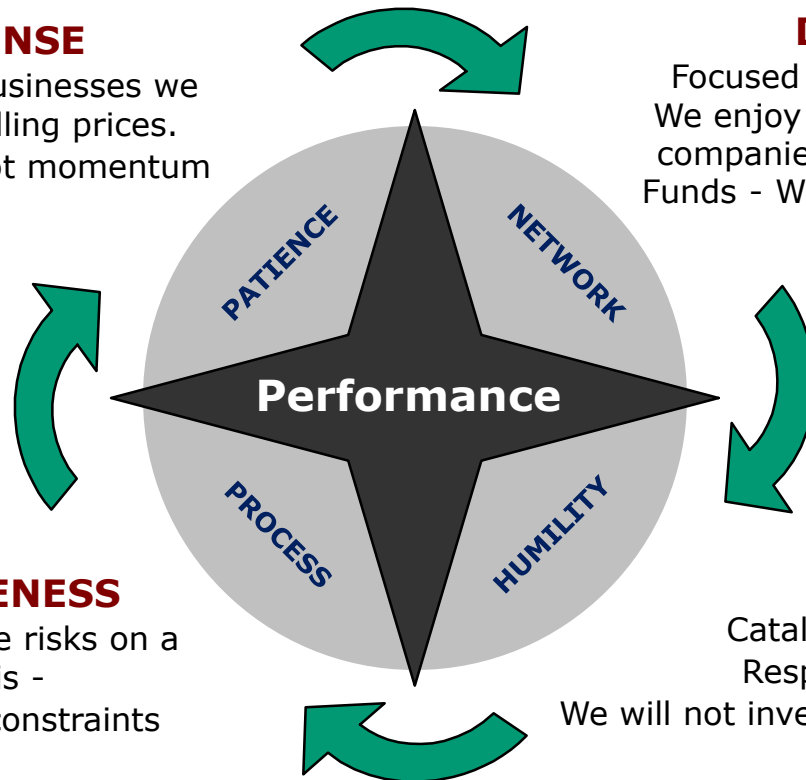 NSE
usinesses we
lling prices.
ot momentum
D
Focused
We enjoy
companie
Funds - W
PATIENCE
NETWORK
Performance
PROCESS
HUMILITY
ENESS
e risks on a
is -
constraints
Catal
Resp
We will not inve